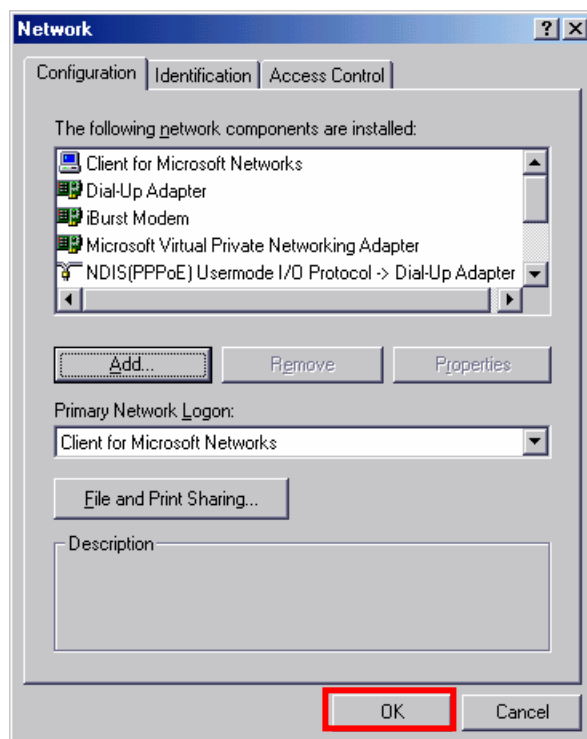 Network
Configuration Identification Access Control
The following network components are installed:
Client for Microsoft Networks
Dial-Up Adapter
iBurst Modem
Microsoft Virtual Private Networking Adapter
NDIS(PPPoE) Usermode I/O Protocol -> Dial-Up Adapter
Add... Remove Properties
Primary Network Logon:
Client for Microsoft Networks
File and Print Sharing...
Description
OK Cancel